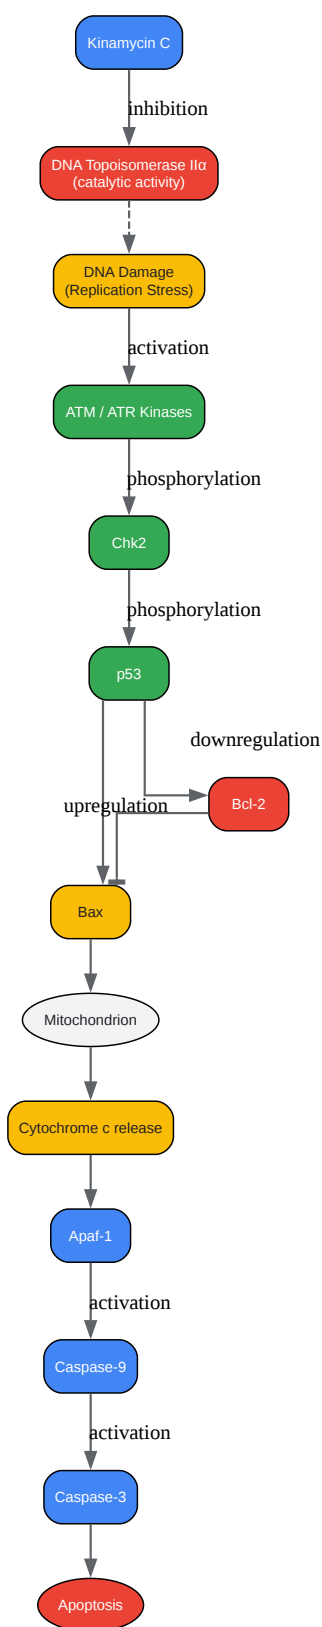 Kinamycin C
inhibition
DNA Topoisomerase IIα
(catalytic activity)
DNA Damage
(Replication Stress)
activation
ATM / ATR Kinases
phosphorylation
Chk2
phosphorylation
p53
downregulation
upregulation
Bcl-2
Bax
Mitochondrion
Cytochrome c release
Apaf-1
activation
Caspase-9
activation
Caspase-3
Apoptosis